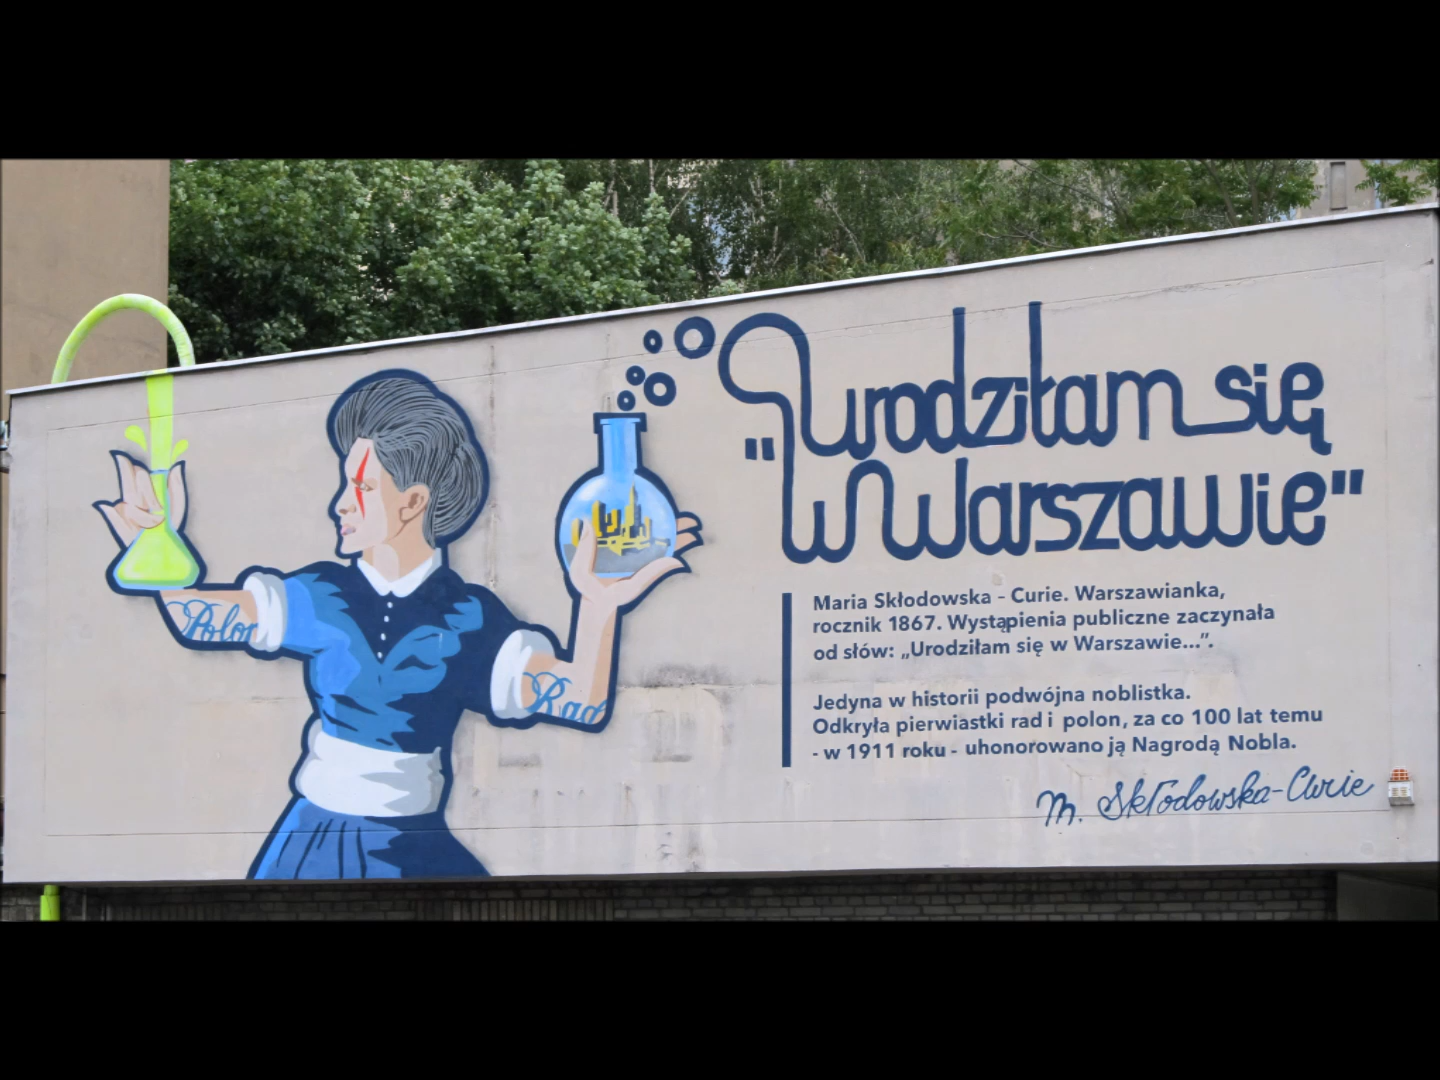 "Urodziłam się
w Warszawie"
Polon
Rad
Maria Skłodowska - Curie. Warszawianka,
rocznik 1867. Wystąpienia publiczne zaczynała
od słów: „Urodziłam się w Warszawie...”.
Jedyna w historii podwójna noblistka.
Odkryła pierwiastki rad i polon, za co 100 lat temu
- w 1911 roku - uhonorowano ją Nagrodą Nobla.
M. Skłodowska-Curie